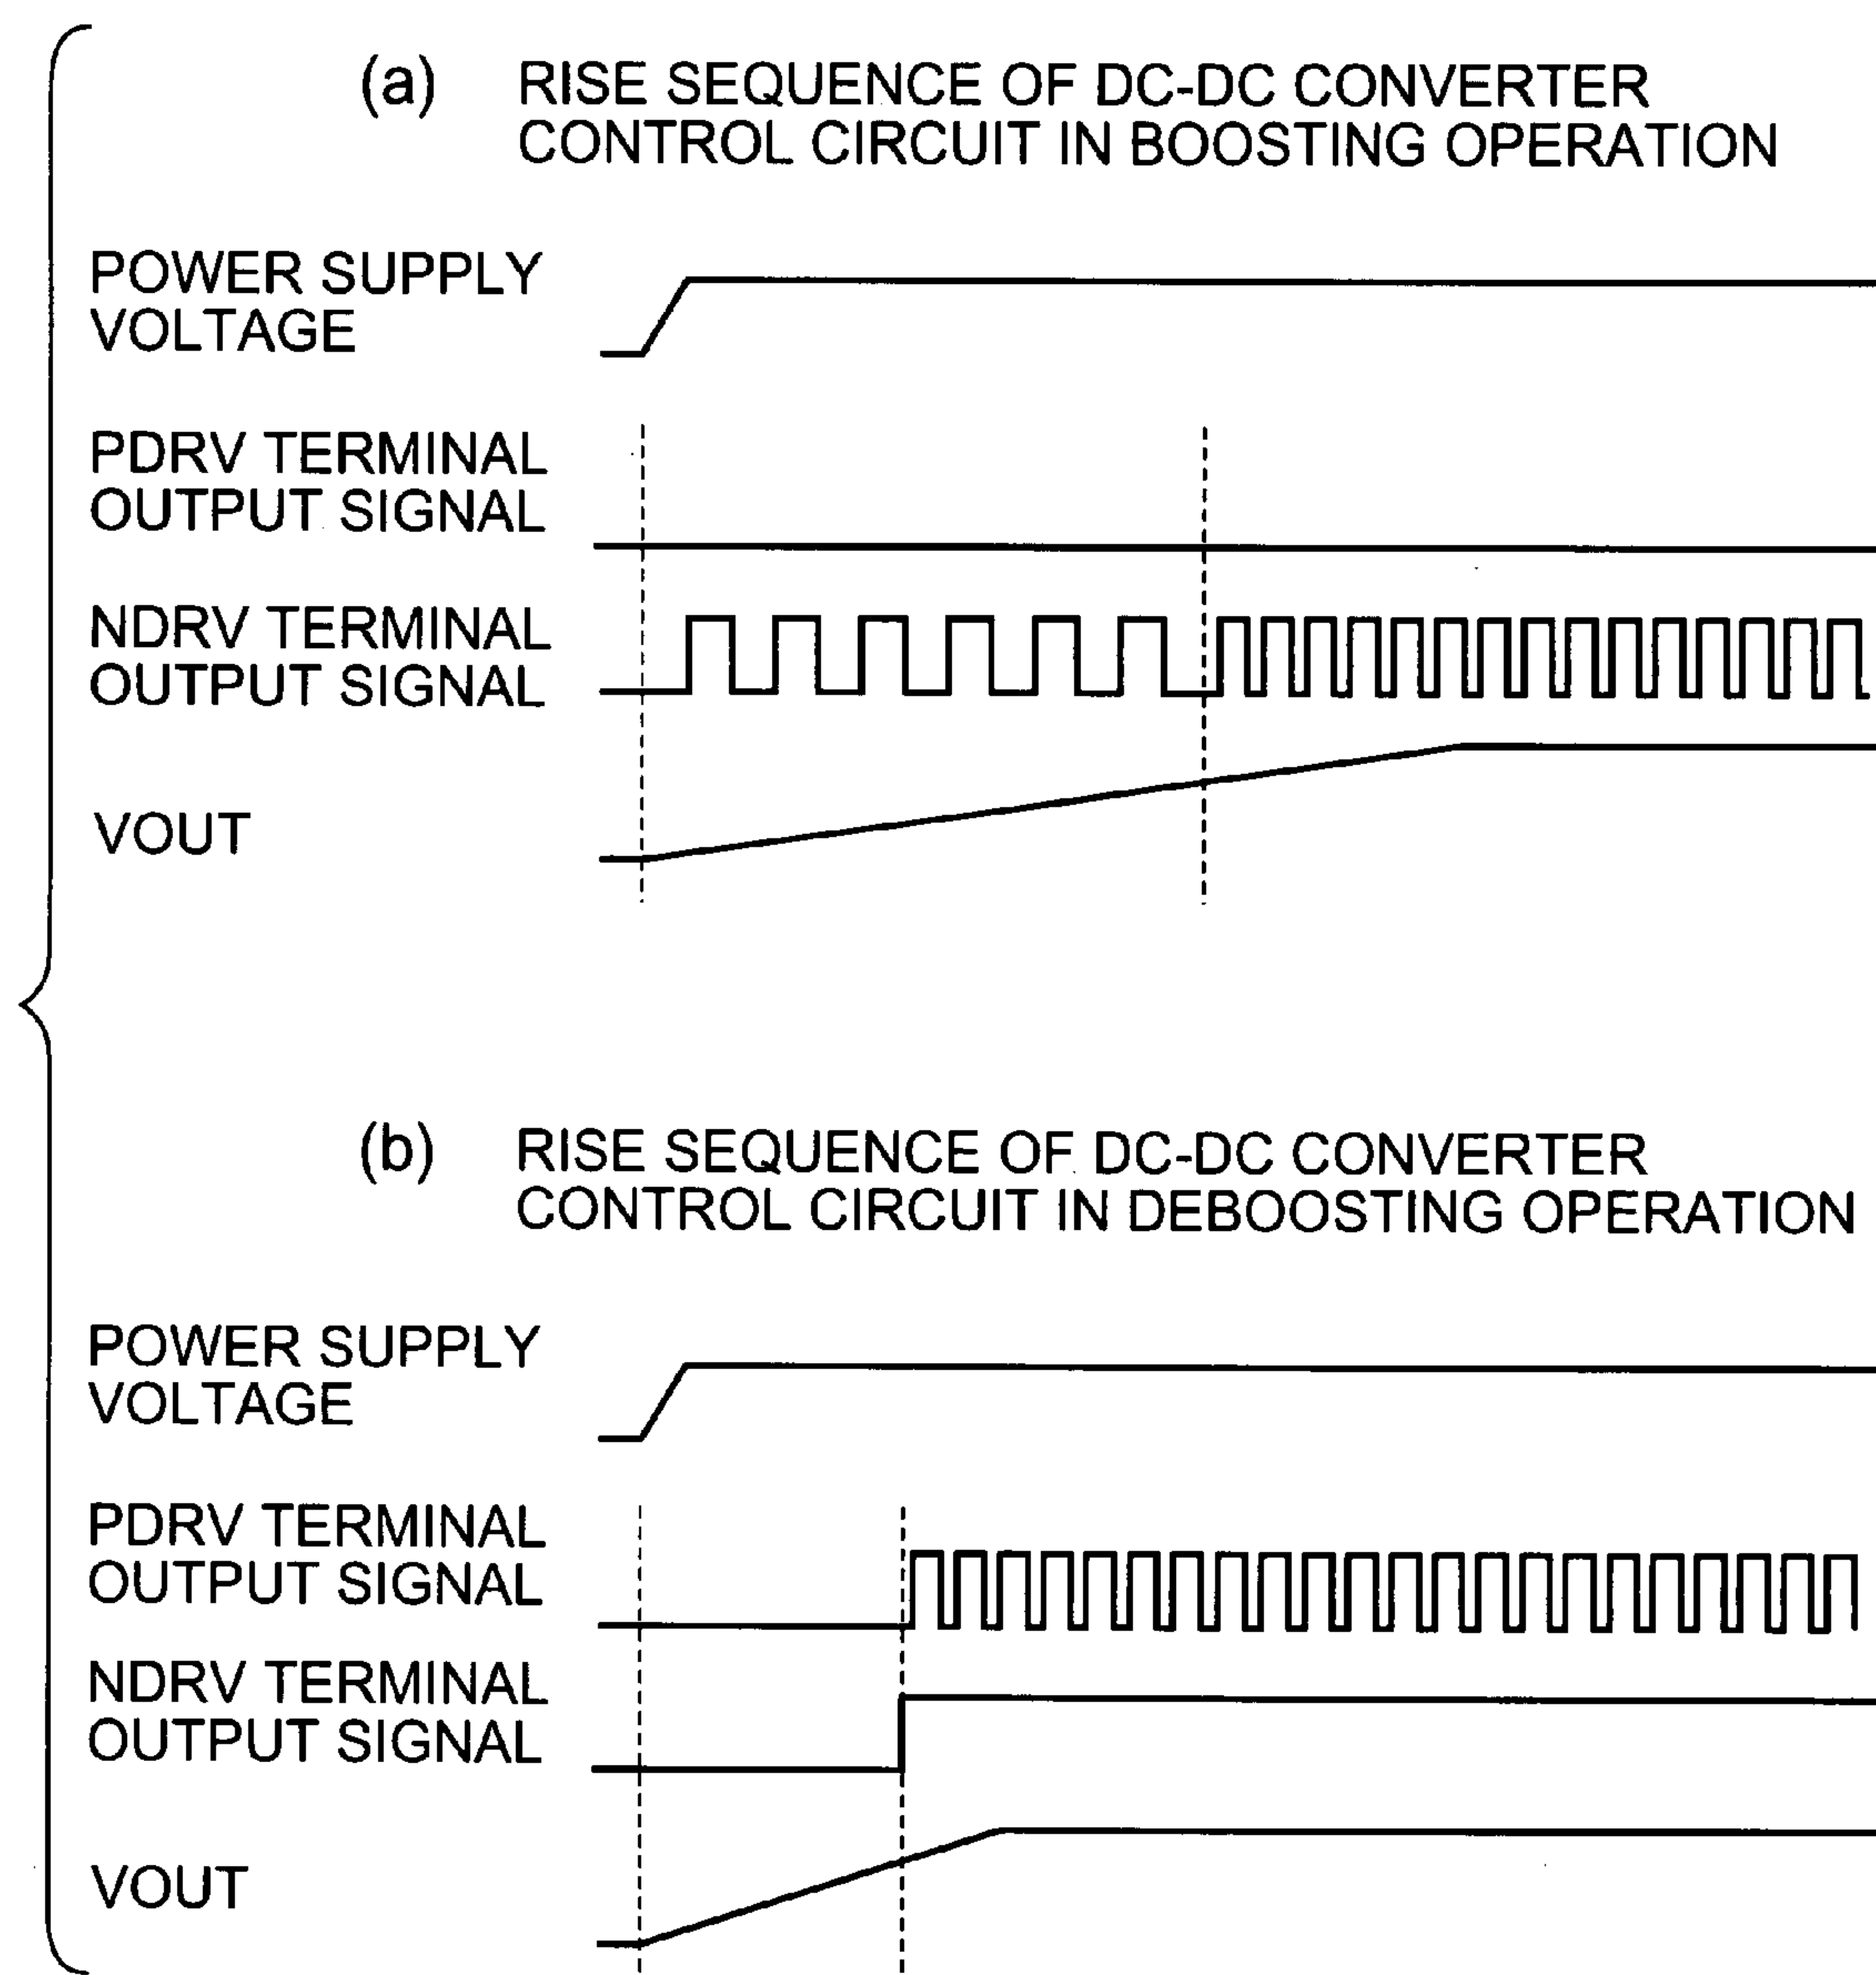 (a) RISE SEQUENCE OF DC-DC CONVERTER
CONTROL CIRCUIT IN BOOSTING OPERATION
POWER SUPPLY
VOLTAGE
PDRV TERMINAL
OUTPUT SIGNAL
NDRV TERMINAL
OUTPUT SIGNAL
VOUT
(b) RISE SEQUENCE OF DC-DC CONVERTER
CONTROL CIRCUIT IN DEBOOSTING OPERATION
POWER SUPPLY
VOLTAGE
PDRV TERMINAL
OUTPUT SIGNAL
NDRV TERMINAL
OUTPUT SIGNAL
VOUT